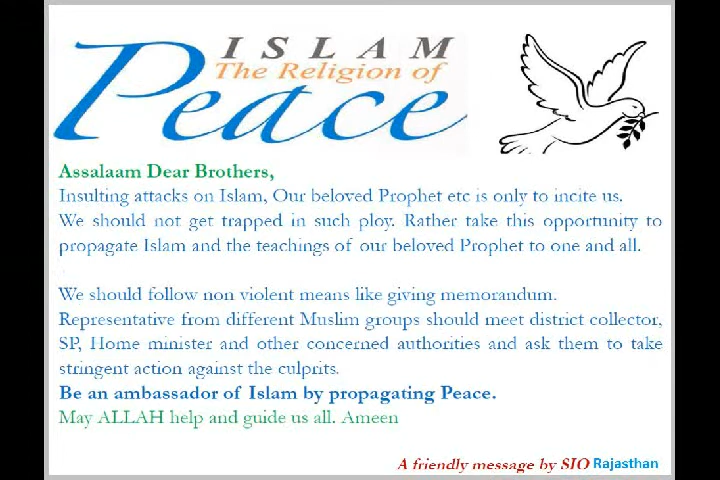 ISLAM
The Religion of
Peace
Assalaam Dear Brothers,
Insulting attacks on Islam, Our beloved Prophet etc is only to incite us.
We should not get trapped in such ploy. Rather take this opportunity to
propagate Islam and the teachings of our beloved Prophet to one and all.
We should follow non violent means like giving memorandum.
Representative from different Muslim groups should meet district collector,
SP, Home minister and other concerned authorities and ask them to take
stringent action against the culprits.
Be an ambassador of Islam by propagating Peace.
May ALLAH help and guide us all. Ameen
A friendly message by SIO Rajasthan